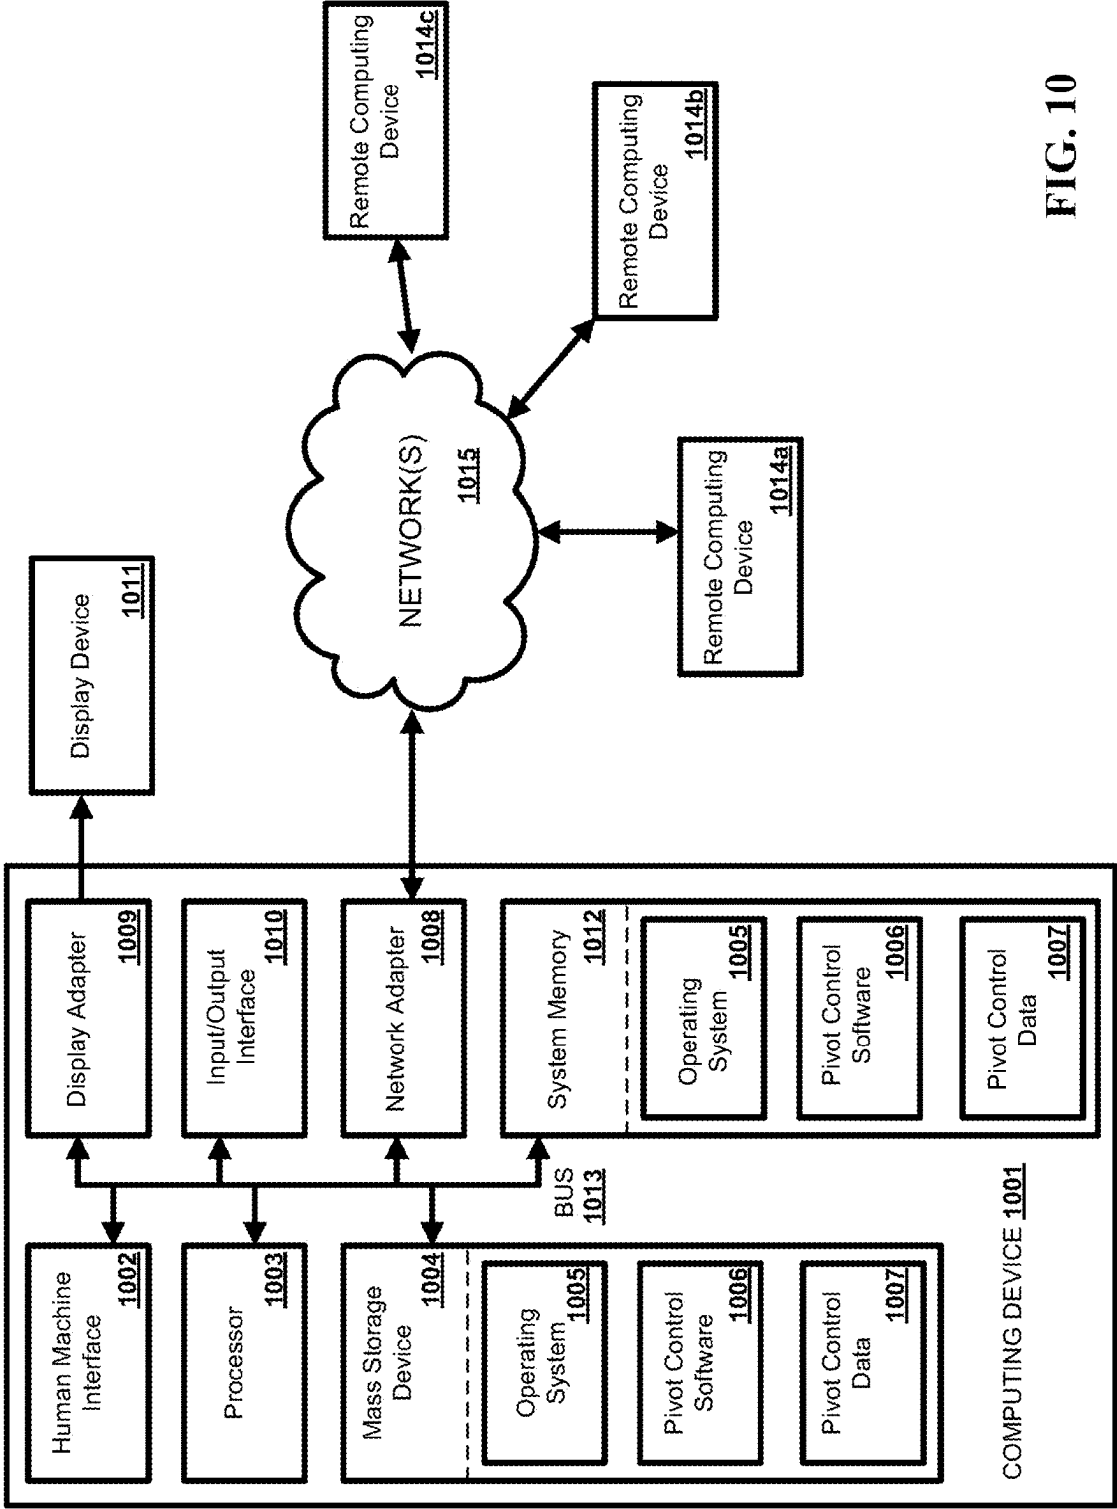 Human Machine
Interface
1002
Processor
1003
Mass Storage
Device
1004
Operating
System
1005
Pivot Control
Software
1006
Pivot Control
Data
1007
COMPUTING DEVICE 1001
BUS
1013
Display Adapter
1009
Input/Output
Interface
1010
Network Adapter
1008
System Memory
1012
Operating
System
1005
Pivot Control
Software
1006
Pivot Control
Data
1007
Display Device
1011
NETWORK(S)
1015
Remote Computing
Device
1014a
Remote Computing
Device
1014b
Remote Computing
Device
1014c
FIG. 10